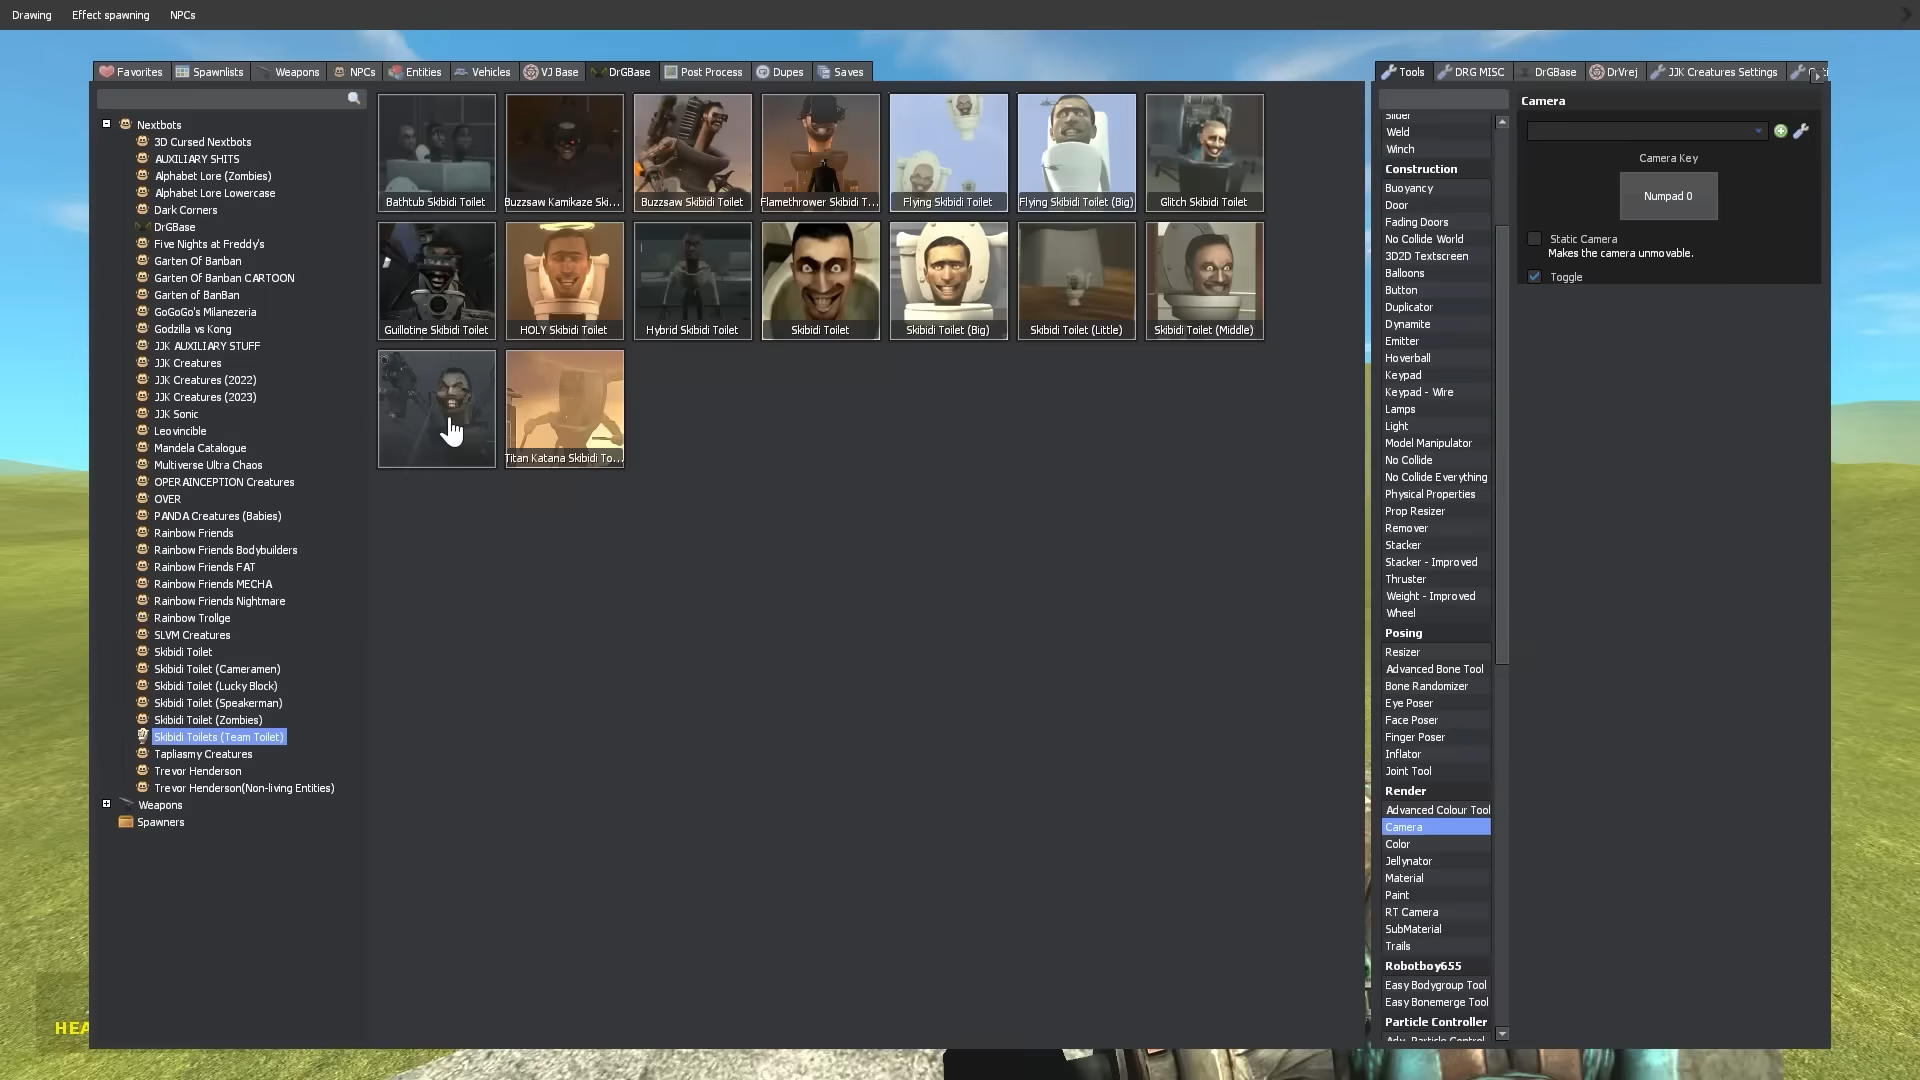 Drawing Effect spawning NPCs
Favorites Spawnlists Weapons NPCs Entities Vehicles VJ Base DrGBase Post Process Dupes Saves
Nextbots
3D Cursed Nextbots
AUXILIARY SHITS
Alphabet Lore (Zombies)
Alphabet Lore Lowercase
Dark Corners
DrGBase
Five Nights at Freddy's
Garten Of Banban
Garten Of Banban CARTOON
Garten of BanBan
GoGoGo's Milanezeria
Godzilla vs Kong
JJK AUXILIARY STUFF
JJK Creatures
JJK Creatures (2022)
JJK Creatures (2023)
JJK Sonic
Leovincible
Mandela Catalogue
Multiverse Ultra Chaos
OPERAINCEPTION Creatures
OVER
PANDA Creatures (Babies)
Rainbow Friends
Rainbow Friends Bodybuilders
Rainbow Friends FAT
Rainbow Friends MECHA
Rainbow Friends Nightmare
Rainbow Trollge
SLVM Creatures
Skibidi Toilet
Skibidi Toilet (Cameramen)
Skibidi Toilet (Lucky Block)
Skibidi Toilet (Speakerman)
Skibidi Toilet (Zombies)
Skibidi Toilets (Team Toilet)
Tapliasmy Creatures
Trevor Henderson
Trevor Henderson(Non-living Entities)
Weapons
Spawners
Bathtub Skibidi Toilet Buzzsaw Kamikaze Ski... Buzzsaw Skibidi Toilet Flamethrower Skibidi T... Flying Skibidi Toilet Flying Skibidi Toilet (Big) Glitch Skibidi Toilet
Guillotine Skibidi Toilet HOLY Skibidi Toilet Hybrid Skibidi Toilet Skibidi Toilet Skibidi Toilet (Big) Skibidi Toilet (Little) Skibidi Toilet (Middle)
Titan Katana Skibidi To...
Tools DRG MISC DrGBase DrVrej JJK Creatures Settings
Slider
Weld
Winch
Construction
Buoyancy
Door
Fading Doors
No Collide World
3D2D Textscreen
Balloons
Button
Duplicator
Dynamite
Emitter
Hoverball
Keypad
Keypad - Wire
Lamps
Light
Model Manipulator
No Collide
No Collide Everything
Physical Properties
Prop Resizer
Remover
Stacker
Stacker - Improved
Thruster
Weight - Improved
Wheel
Posing
Resizer
Advanced Bone Tool
Bone Randomizer
Eye Poser
Face Poser
Finger Poser
Inflator
Joint Tool
Render
Advanced Colour Tool
Camera
Color
Jellynator
Material
Paint
RT Camera
SubMaterial
Trails
Robotboy655
Easy Bodygroup Tool
Easy Bonemerge Tool
Particle Controller
Adv. Particle Control
Camera
Camera Key
Numpad 0
Static Camera
Makes the camera unmovable.
Toggle
HEA